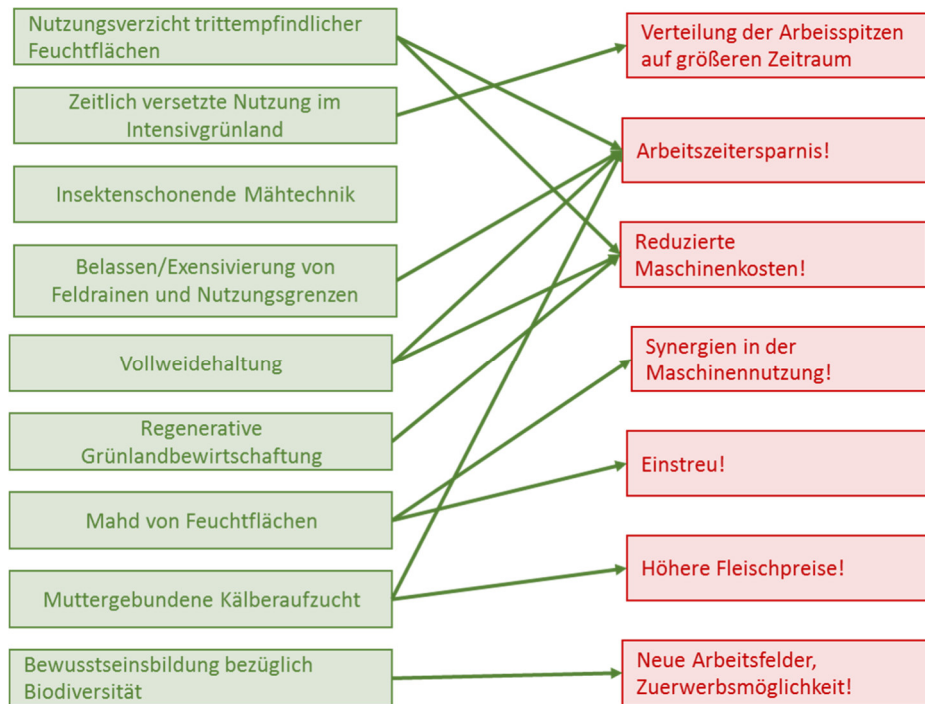 Nutzungsverzicht trittempfindlicher
Feuchtflächen
Zeitlich versetzte Nutzung im
Intensivgrünland
Insektenschonende Mähtechnik
Belassen/Exensivierung von
Feldrainen und Nutzungsgrenzen
Vollweidehaltung
Regenerative
Grünlandbewirtschaftung
Mahd von Feuchtflächen
Muttergebundene Kälberaufzucht
Bewusstseinsbildung bezüglich
Biodiversität
Verteilung der Arbeisspitzen
auf größeren Zeitraum
Arbeitszeitersparnis!
Reduzierte
Maschinenkosten!
Synergien in der
Maschinennutzung!
Einstreu!
Höhere Fleischpreise!
Neue Arbeitsfelder,
Zuerwerbsmöglichkeit!